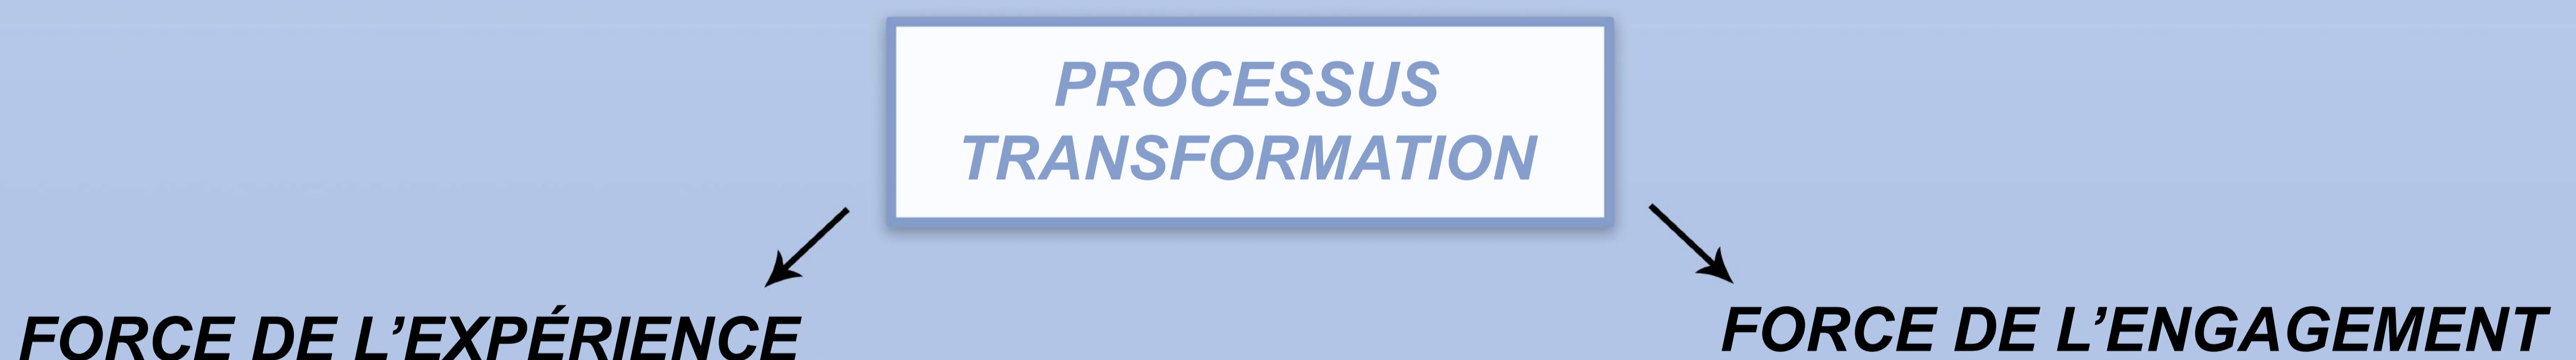 PROCESSUS
TRANSFORMATION
FORCE DE L’EXPÉRIENCE
FORCE DE L’ENGAGEMENT